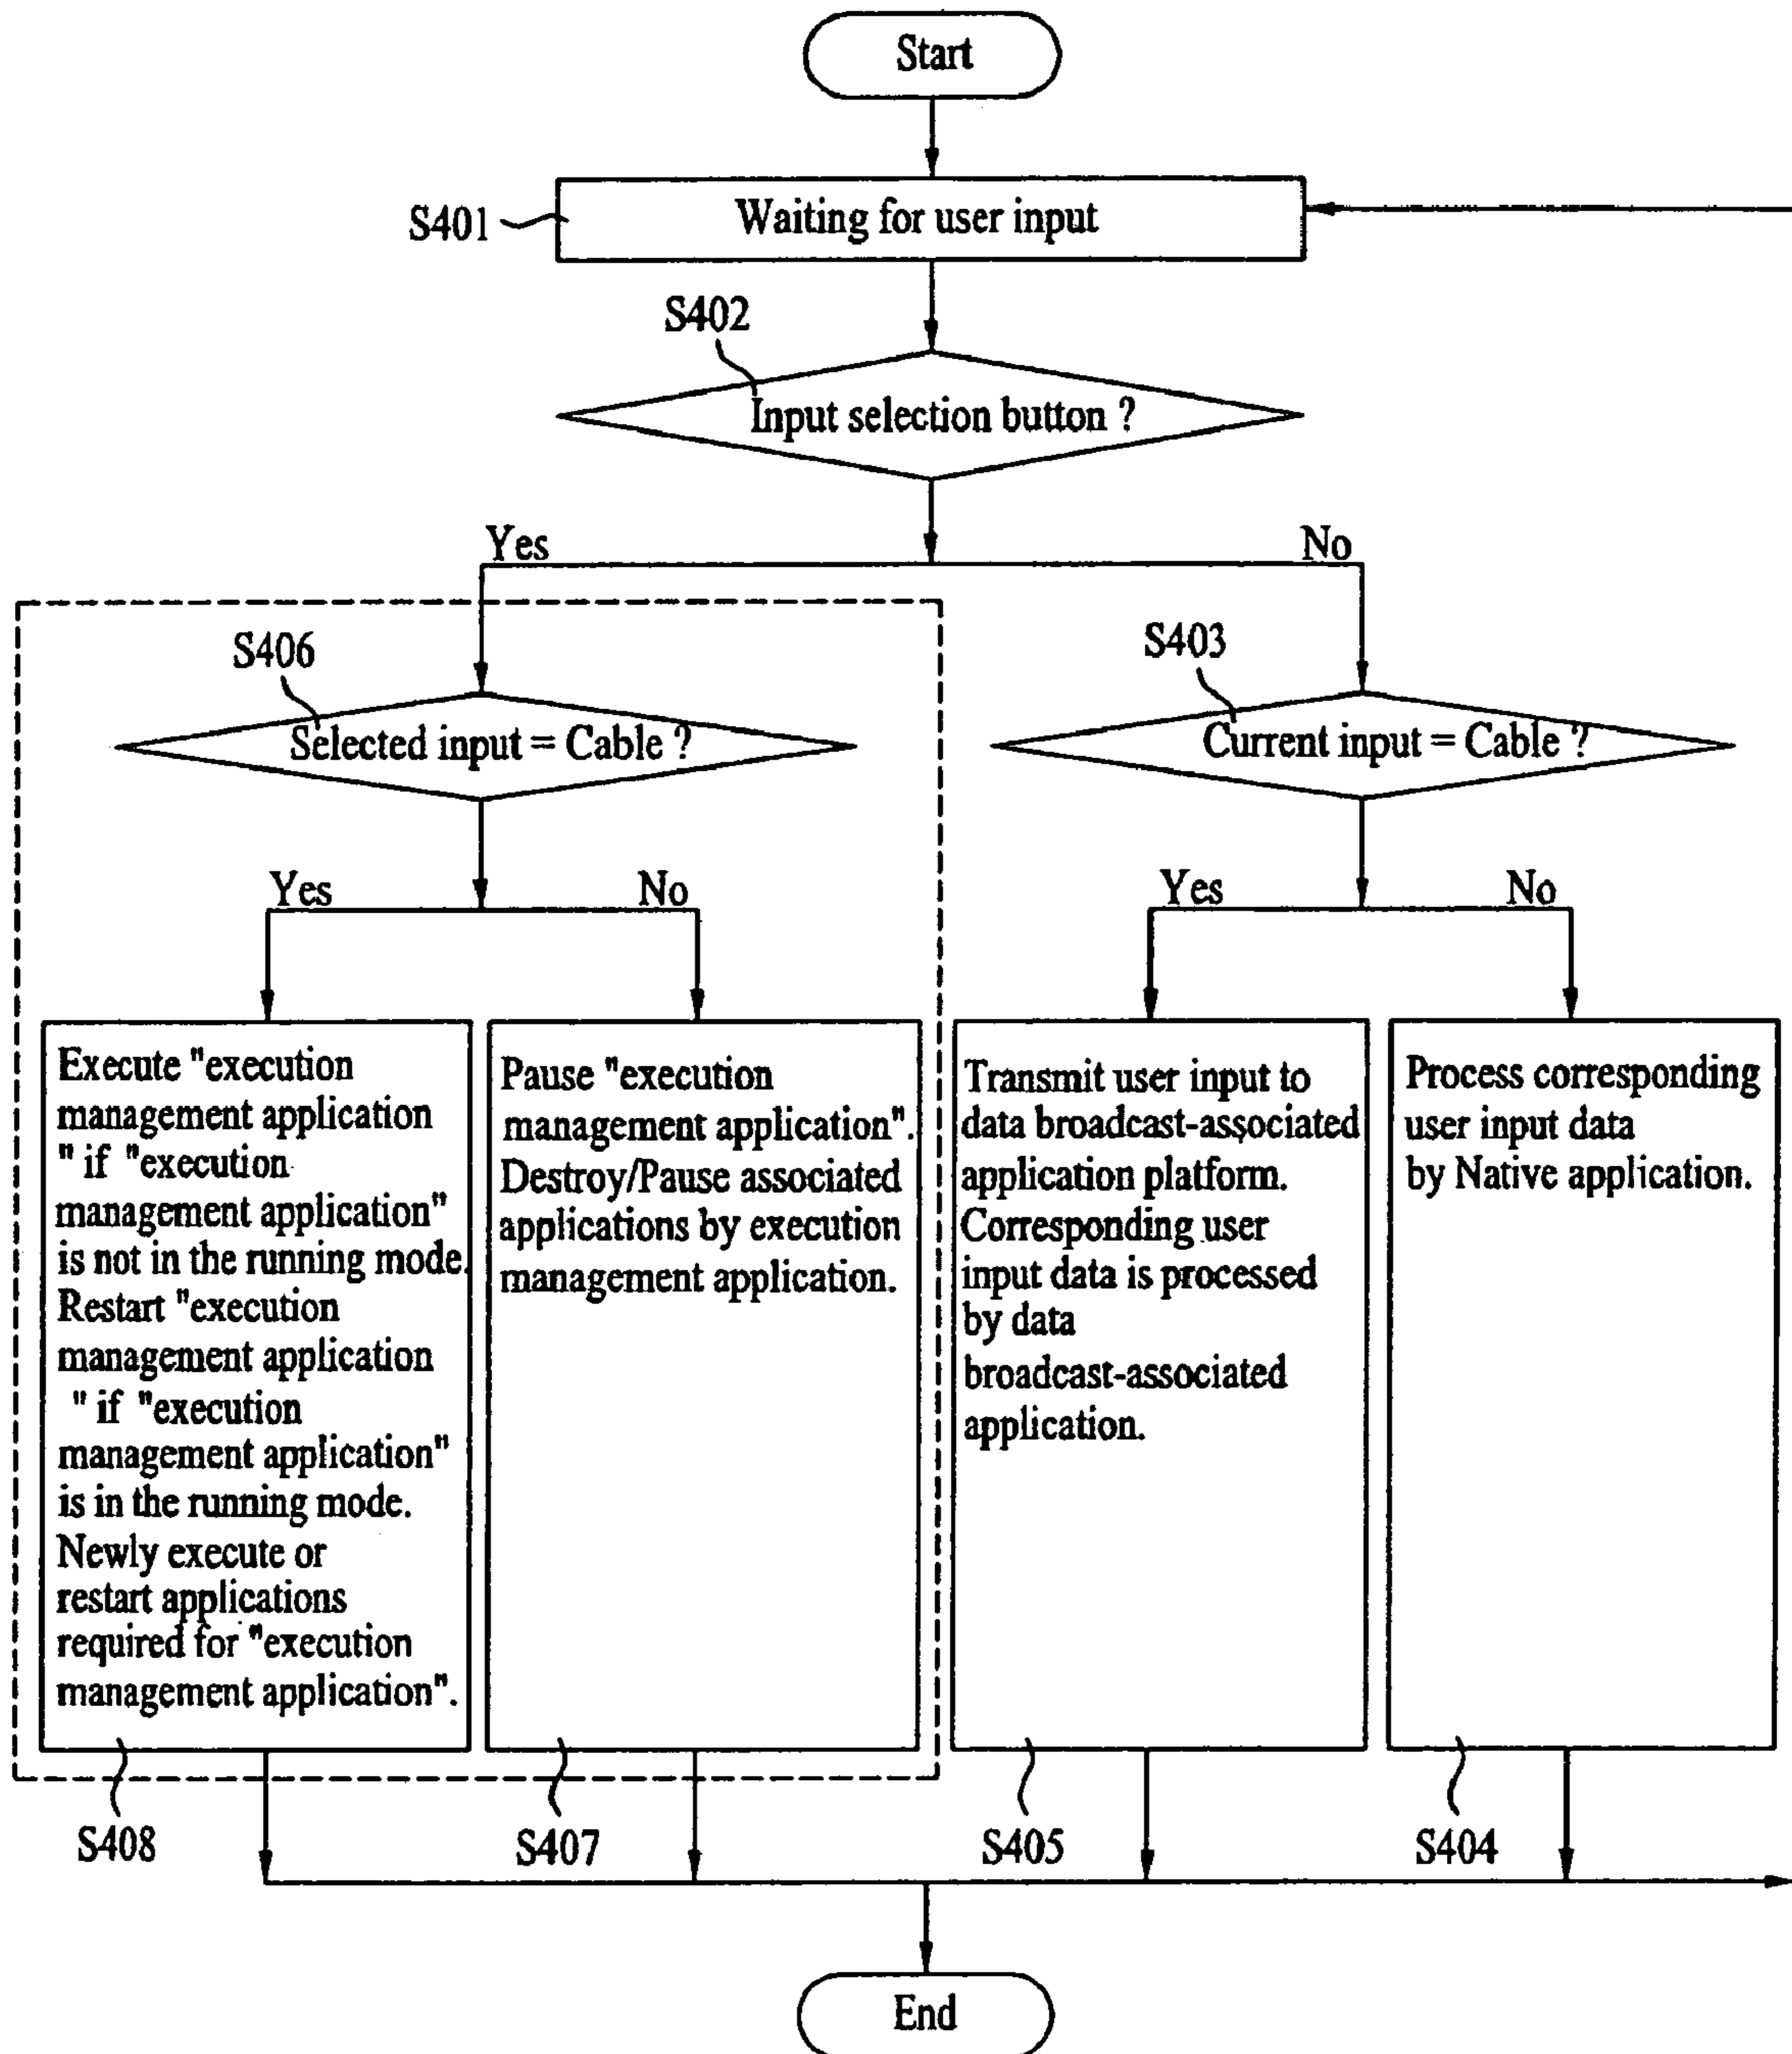 Start
S401
Waiting for user input
S402
Input selection button ?
Yes
No
S406
Selected input = Cable ?
S403
Current input = Cable ?
Yes
No
Yes
No
Execute "execution
management application
" if "execution
management application"
is not in the running mode.
Restart "execution
management application
" if "execution
management application"
is in the running mode.
Newly execute or
restart applications
required for "execution
management application".
Pause "execution
management application".
Destroy/Pause associated
applications by execution
management application.
Transmit user input to
data broadcast-associated
application platform.
Corresponding user
input data is processed
by data
broadcast-associated
application.
Process corresponding
user input data
by Native application.
S408
S407
S405
S404
End